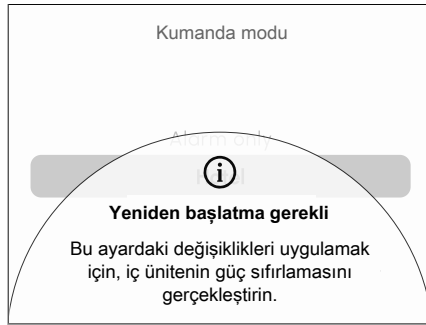 Kumanda modu
Alarm only
Yeniden başlatma gerekli
Bu ayardaki değişiklikleri uygulamak
için, iç ünitenin güç sıfırlamasını
gerçekleştirin.